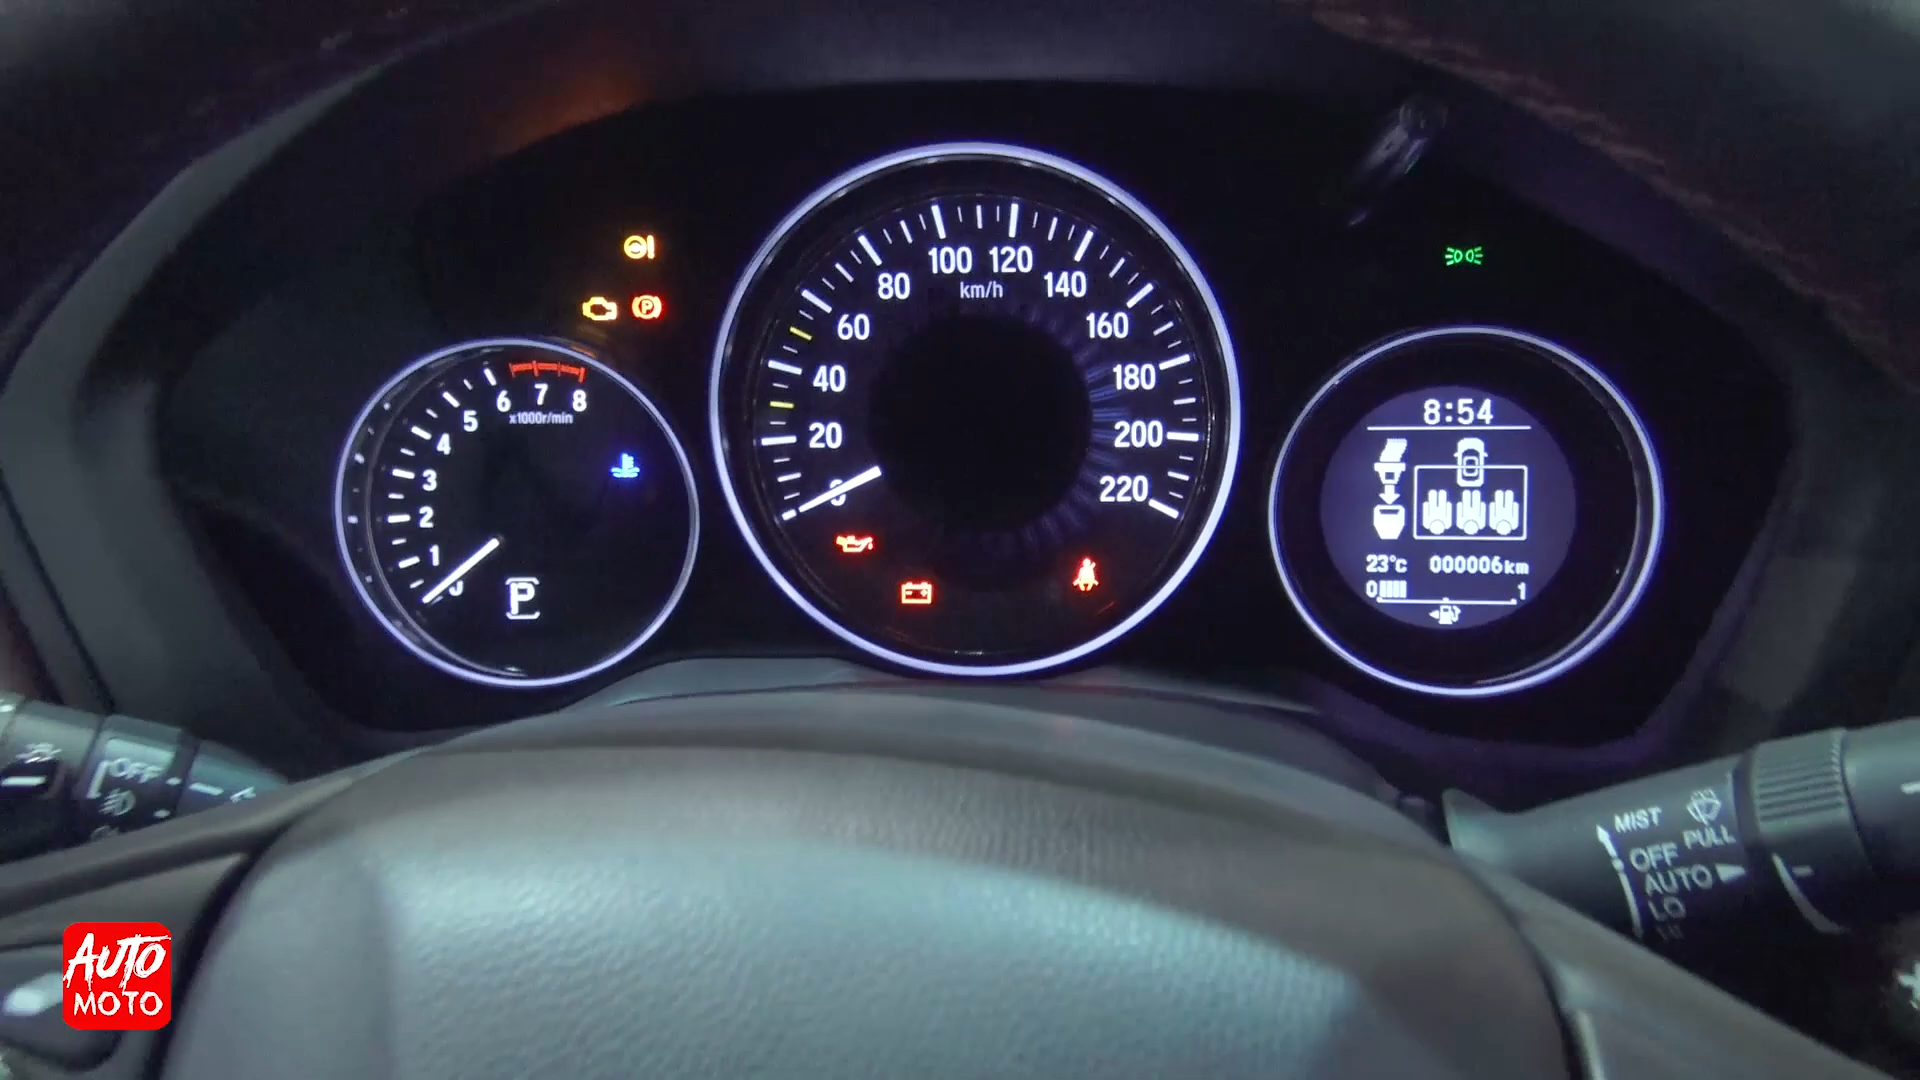 100 120
km/h
80
140
60
160
40
180
20
200
0
220
6 7 8
x1000r/min
5
4
3
2
1
P
P
8:54
23°C 000006km
0 1
OFF
MIST
PULL
OFF
AUTO
LO
AUTO
MOTO